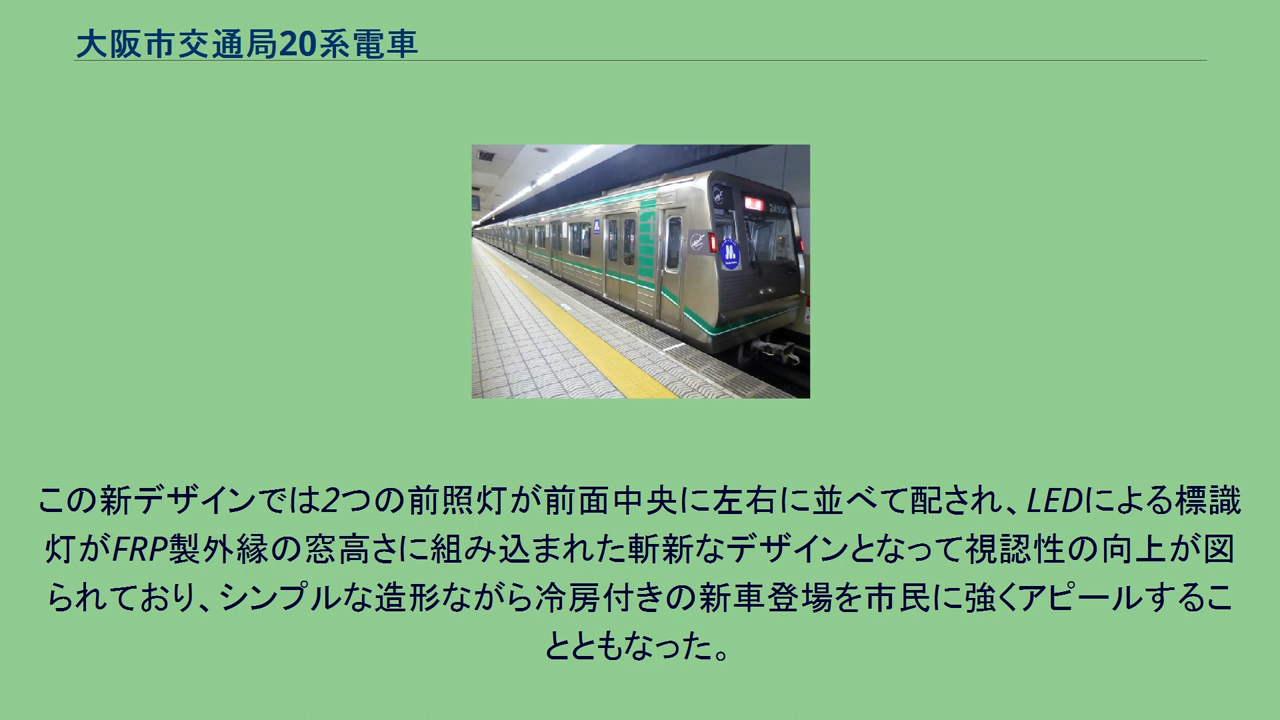 大阪市交通局20系電車
この新デザインでは2つの前照灯が前面中央に左右に並べて配され、LEDによる標識
灯がFRP製外縁の窓高さに組み込まれた斬新なデザインとなって視認性の向上が図
られており、シンプルな造形ながら冷房付きの新車登場を市民に強くアピールするこ
とともなった。